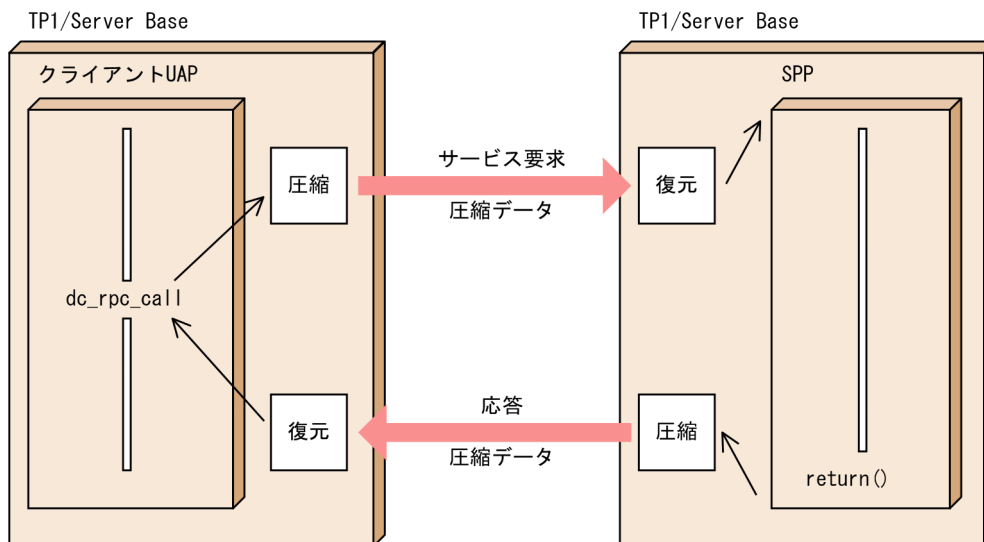 TP1/Server Base
TP1/Server Base
クライアントUAP
SPP
圧縮
サービス要求
圧縮データ
復元
dc_rpc_call
復元
応答
圧縮データ
圧縮
return()